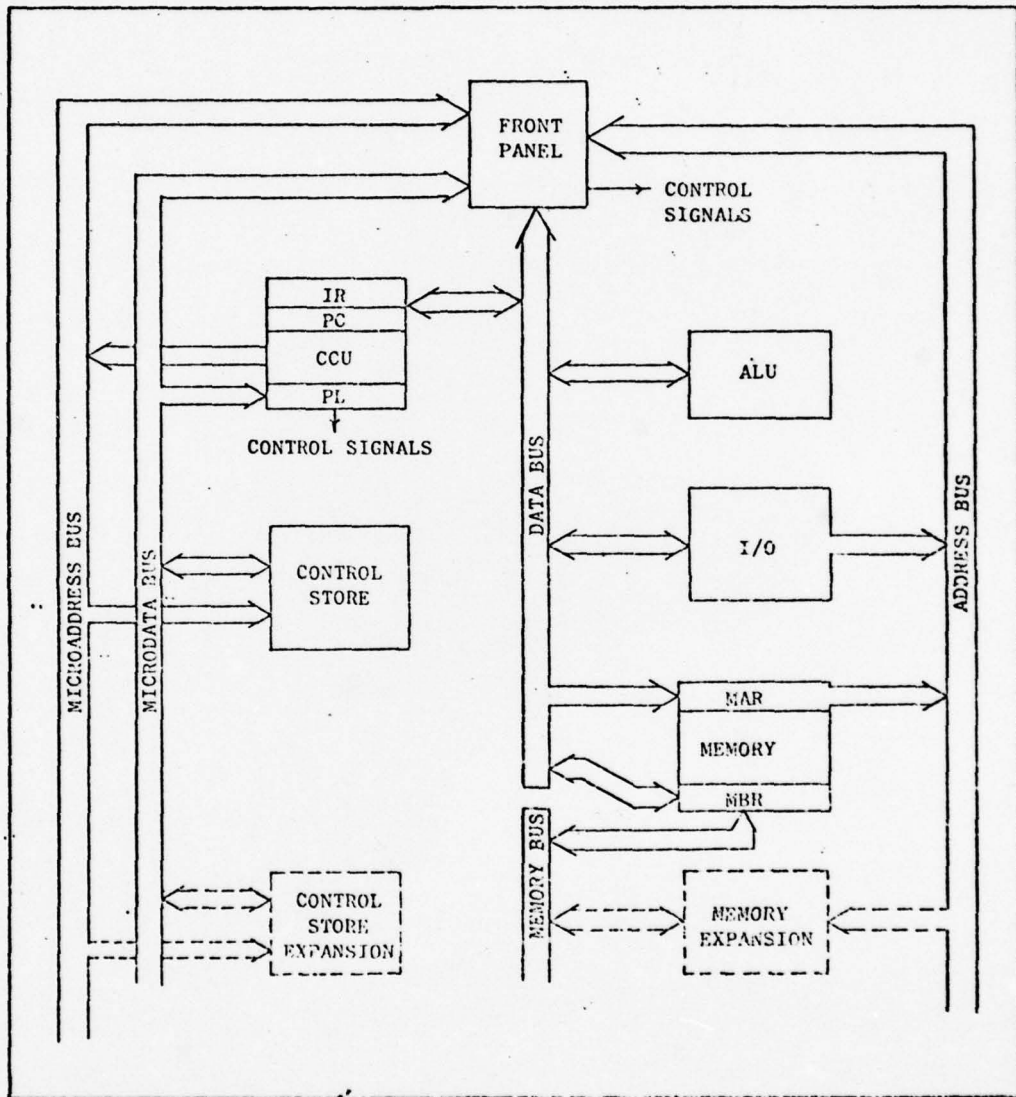 FRONT
PANEL
CONTROL
SIGNALS
IR
PC
CCU
PL
CONTROL SIGNALS
ALU
DATA BUS
I/O
ADDRESS BUS
MICROADDRESS BUS
MICRODATA BUS
CONTROL
STORE
MAR
MEMORY
MBR
MEMORY BUS
CONTROL
STORE
EXPANSION
MEMORY
EXPANSION